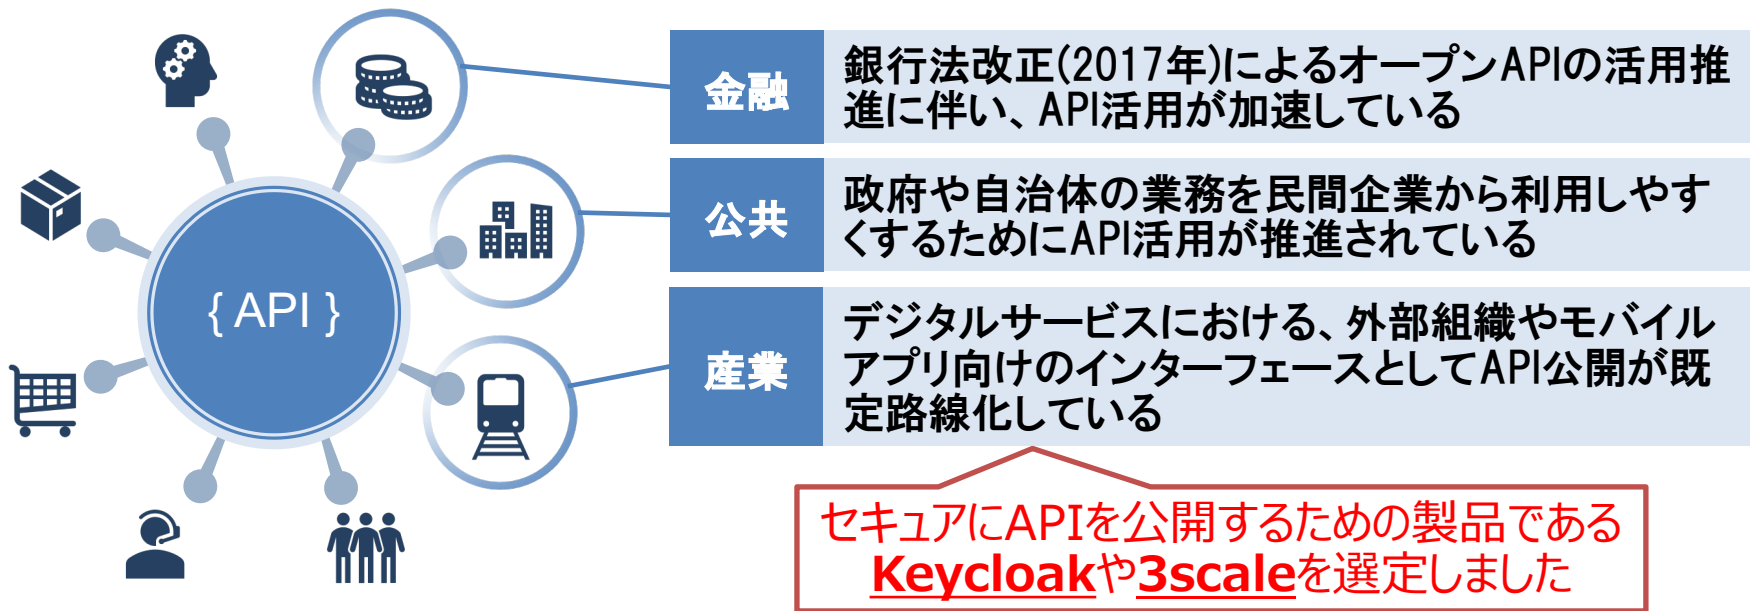 { API }
金融
銀行法改正(2017年)によるオープンAPIの活用推
進に伴い、API活用が加速している
公共
政府や自治体の業務を民間企業から利用しやす
くするためにAPI活用が推進されている
産業
デジタルサービスにおける、外部組織やモバイル
アプリ向けのインターフェースとしてAPI公開が既
定路線化している
セキュアにAPIを公開するための製品である
Keycloakや3scaleを選定しました